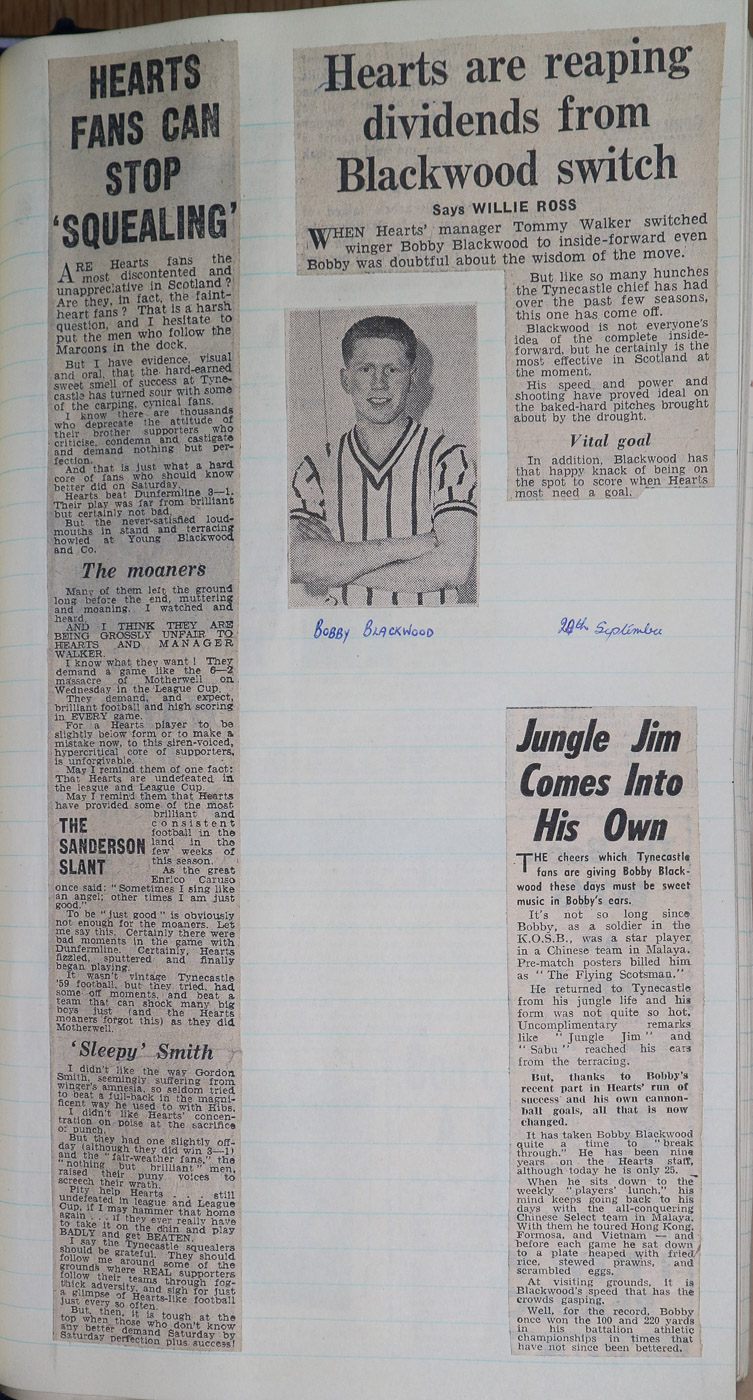 HEARTS
FANS CAN
STOP
‘SQUEALING’
ARE Hearts fans the
most discontented and
unappreciative in Scotland?
Are they, in fact, the faint-
heart fans? That is a harsh
question, and I hesitate to
put the men who follow the
Maroons in the dock.
But I have evidence, visual
and oral, that the hard-earned
sweet smell of success at Tyne-
castle has turned sour with some
of the carping, cynical fans.
I know there are thousands
who deprecate the attitude of
their brother supporters who
criticise, condemn and castigate
and demand nothing but per-
fection.
And that is just what a hard
core of fans who should know
better did on Saturday.
Hearts beat Dunfermline 3—1.
Their play was far from brilliant
but certainly not bad.
But the never-satisfied loud-
mouths in stand and terracing
howled at Young Blackwood
and Co.
The moaners
Many of them left the ground
long before the end, muttering
and moaning. I watched and
heard.
AND I THINK THEY ARE
BEING GROSSLY UNFAIR TO
HEARTS AND MANAGER
WALKER.
I know what they want! They
demand a game like the 6—2
massacre of Motherwell on
Wednesday in the League Cup.
They demand, and expect,
brilliant football and high scoring
in EVERY game.
For a Hearts player to be
slightly below form or to make a
mistake now, to this siren-voiced,
hypercritical core of supporters,
is unforgivable.
May I remind them of one fact:
That Hearts are undefeated in
the league and League Cup.
May I remind them that Hearts
have provided some of the most
brilliant and
consistent
football in the
land in the
few weeks of
this season.
As the great
Enrico Caruso
THE
SANDERSON
SLANT
once said: “Sometimes I sing like
an angel; other times I am just
good.”
To be “just good” is obviously
not enough for the moaners. Let
me say this. Certainly there were
bad moments in the game with
Dunfermline. Certainly, Hearts
fizzled, sputtered and finally
began playing.
It wasn't vintage Tynecastle
'59 football, but they tried, had
some off moments, and beat a
team that can shock many big
boys just (and the Hearts
moaners forgot this) as they did
Motherwell.
‘Sleepy’ Smith
I didn't like the way Gordon
Smith, seemingly suffering from
winger's amnesia, so seldom tried
to beat a full-back in the magni-
ficent way he used to with Hibs.
I didn't like Hearts' concen-
tration on poise at the sacrifice
of punch.
But they had one slightly off-
day (although they did win 3—1)
and the “fair-weather fans,” the
“nothing but brilliant” men,
raised their puny voices to
screech their wrath.
Pity help Hearts . . . still
undefeated in league and League
Cup, if I may hammer that home
again . . . if they ever really have
to take it on the chin and play
BADLY and get BEATEN.
I say the Tynecastle squealers
should be grateful. They should
follow me around some of the
grounds where REAL supporters
follow their teams through fog-
thick adversity, and sigh for just
a glimpse of Hearts-like football
just every so often.
But, then, it is tough at the
top when those who don't know
any better demand Saturday by
Saturday perfection plus success!
Hearts are reaping
dividends from
Blackwood switch
Says WILLIE ROSS
WHEN Hearts' manager Tommy Walker switched
winger Bobby Blackwood to inside-forward even
Bobby was doubtful about the wisdom of the move.
But like so many hunches
the Tynecastle chief has had
over the past few seasons,
this one has come off.
Blackwood is not everyone's
idea of the complete inside-
forward, but he certainly is the
most effective in Scotland at
the moment.
His speed and power and
shooting have proved ideal on
the baked-hard pitches brought
about by the drought.
Vital goal
In addition, Blackwood has
that happy knack of being on
the spot to score when Hearts
most need a goal.
BOBBY BLACKWOOD
September
Jungle Jim
Comes Into
His Own
THE cheers which Tynecastle
fans are giving Bobby Black-
wood these days must be sweet
music in Bobby's ears.
It's not so long since
Bobby, as a soldier in the
K.O.S.B., was a star player
in a Chinese team in Malaya.
Pre-match posters billed him
as “The Flying Scotsman.”
He returned to Tynecastle
from his jungle life and his
form was not quite so hot.
Uncomplimentary remarks
like “Jungle Jim” and
“Sabu” reached his ears
from the terracing.
But, thanks to Bobby's
recent part in Hearts' run of
success and his own cannon-
ball goals, all that is now
changed.
It has taken Bobby Blackwood
quite a time to “break
through.” He has been nine
years on the Hearts staff,
although today he is only 25.
When he sits down to the
weekly “players' lunch,” his
mind keeps going back to his
days with the all-conquering
Chinese Select team in Malaya.
With them he toured Hong Kong,
Formosa, and Vietnam — and
before each game he sat down
to a plate heaped with fried
rice, stewed prawns, and
scrambled eggs.
At visiting grounds, it is
Blackwood's speed that has the
crowds gasping.
Well, for the record, Bobby
once won the 100 and 220 yards
in his battalion athletic
championships in times that
have not since been bettered.